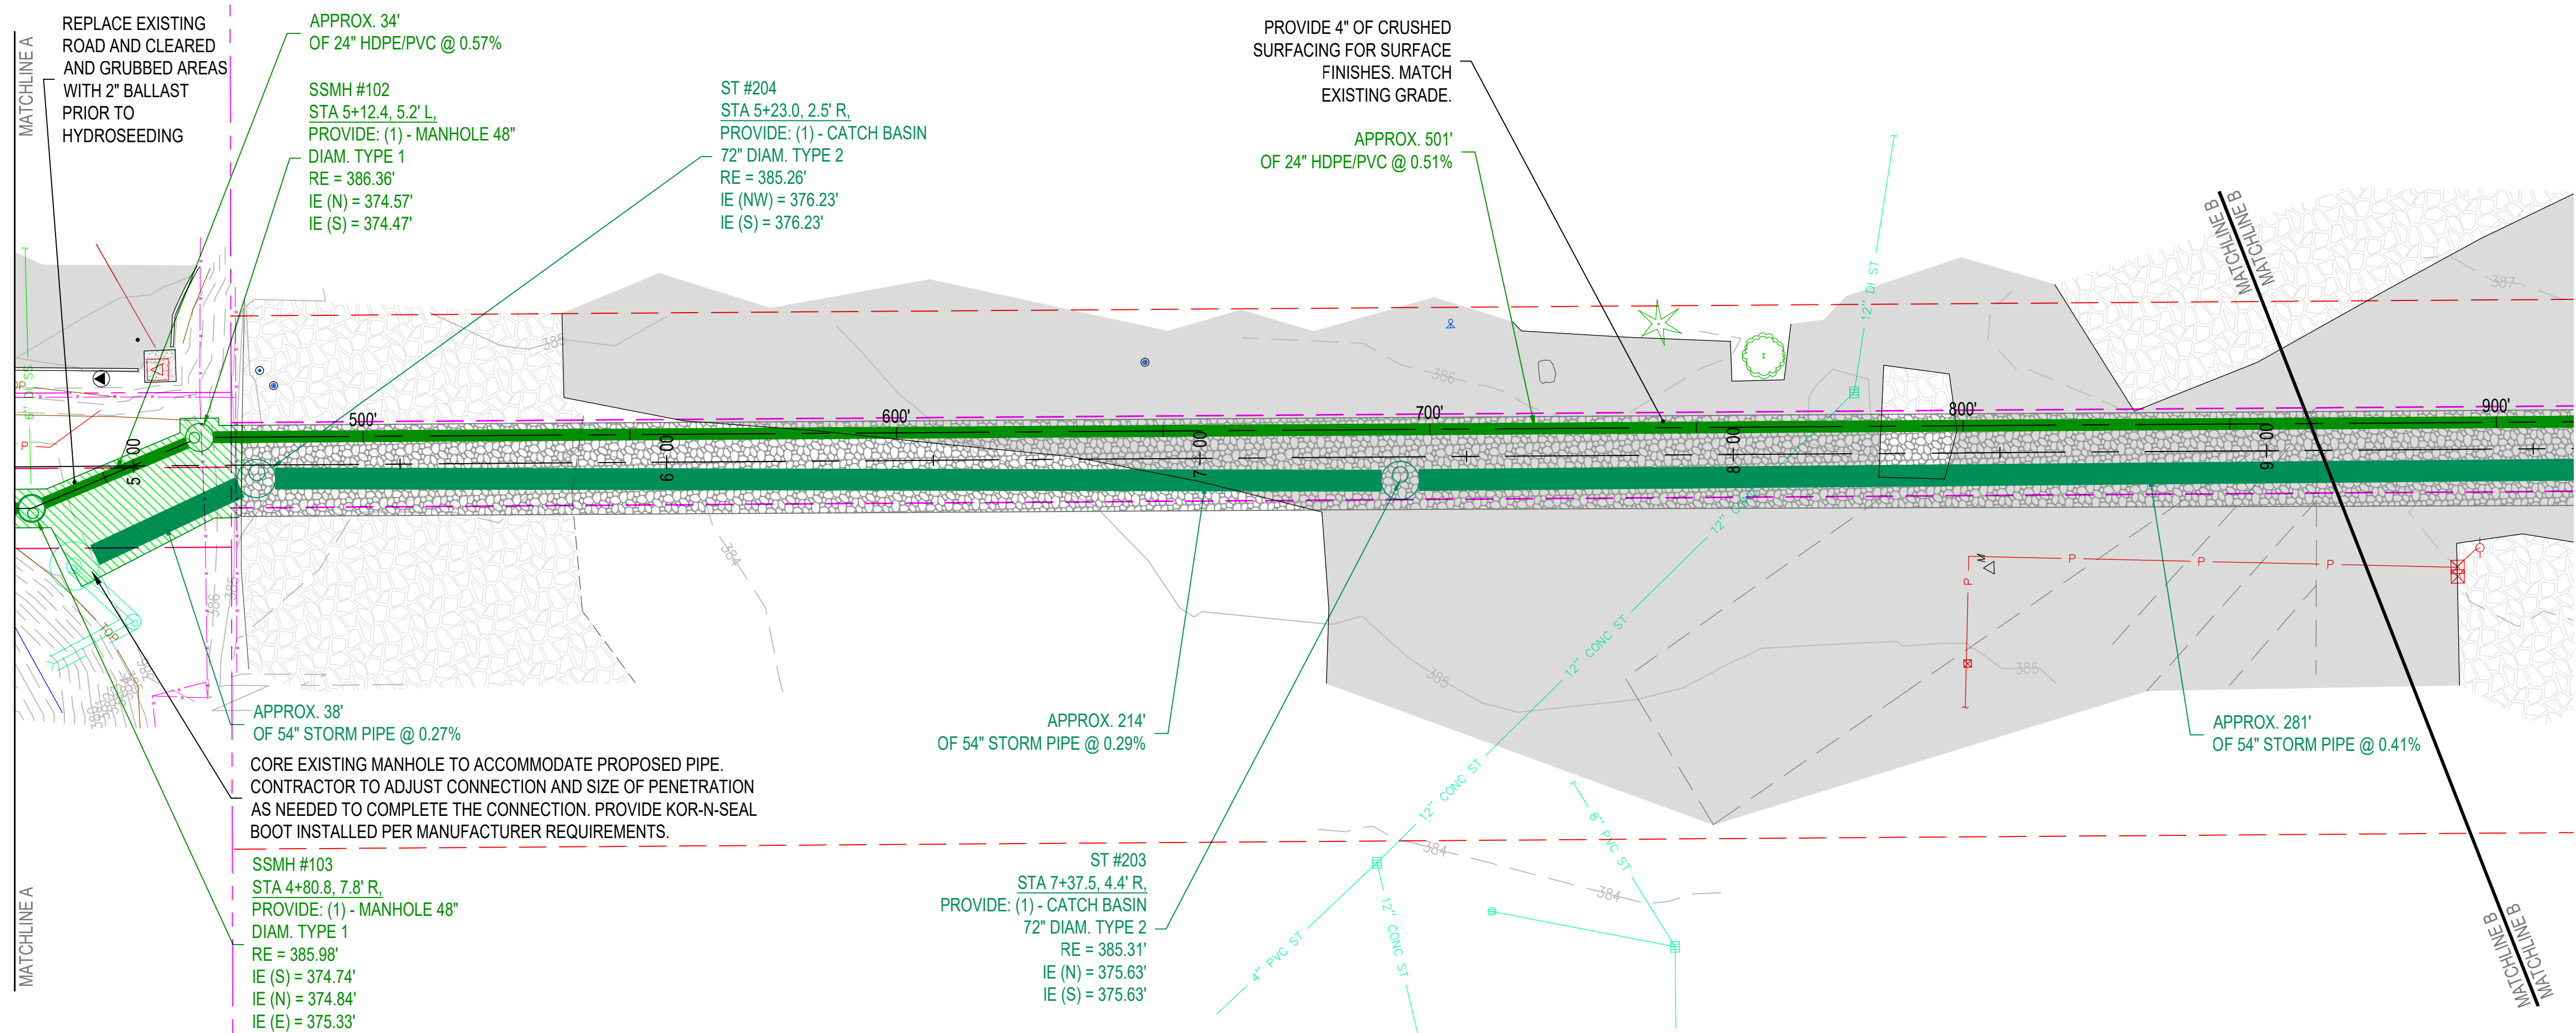 REPLACE EXISTING
ROAD AND CLEARED
AND GRUBBED AREAS
WITH 2" BALLAST
PRIOR TO
HYDROSEEDING
MATCHLINE A
APPROX. 34'
OF 24" HDPE/PVC @ 0.57%
SSMH #102
STA 5+12.4, 5.2' L,
PROVIDE: (1) - MANHOLE 48"
DIAM. TYPE 1
RE = 386.36'
IE (N) = 374.57'
IE (S) = 374.47'
ST #204
STA 5+23.0, 2.5' R,
PROVIDE: (1) - CATCH BASIN
72" DIAM. TYPE 2
RE = 385.26'
IE (NW) = 376.23'
IE (S) = 376.23'
PROVIDE 4" OF CRUSHED
SURFACING FOR SURFACE
FINISHES. MATCH
EXISTING GRADE.
APPROX. 501'
OF 24" HDPE/PVC @ 0.51%
12" DI ST
MATCHLINE B
MATCHLINE B
387
385
386
500'
600'
700'
800'
900'
5+00
6+00
7+00
8+00
9+00
P
12" CONC ST
384
386
385
TOP
M
P
P
P
P
385
385
APPROX. 38'
OF 54" STORM PIPE @ 0.27%
APPROX. 214'
OF 54" STORM PIPE @ 0.29%
APPROX. 281'
OF 54" STORM PIPE @ 0.41%
CORE EXISTING MANHOLE TO ACCOMMODATE PROPOSED PIPE.
CONTRACTOR TO ADJUST CONNECTION AND SIZE OF PENETRATION
AS NEEDED TO COMPLETE THE CONNECTION. PROVIDE KOR-N-SEAL
BOOT INSTALLED PER MANUFACTURER REQUIREMENTS.
12" CONC ST
8" PVC ST
384
384
SSMH #103
STA 4+80.8, 7.8' R,
PROVIDE: (1) - MANHOLE 48"
DIAM. TYPE 1
RE = 385.98'
IE (S) = 374.74'
IE (N) = 374.84'
IE (E) = 375.33'
MATCHLINE A
ST #203
STA 7+37.5, 4.4' R,
PROVIDE: (1) - CATCH BASIN
72" DIAM. TYPE 2
RE = 385.31'
IE (N) = 375.63'
IE (S) = 375.63'
4" PVC ST
12" CONC ST
MATCHLINE B
MATCHLINE B